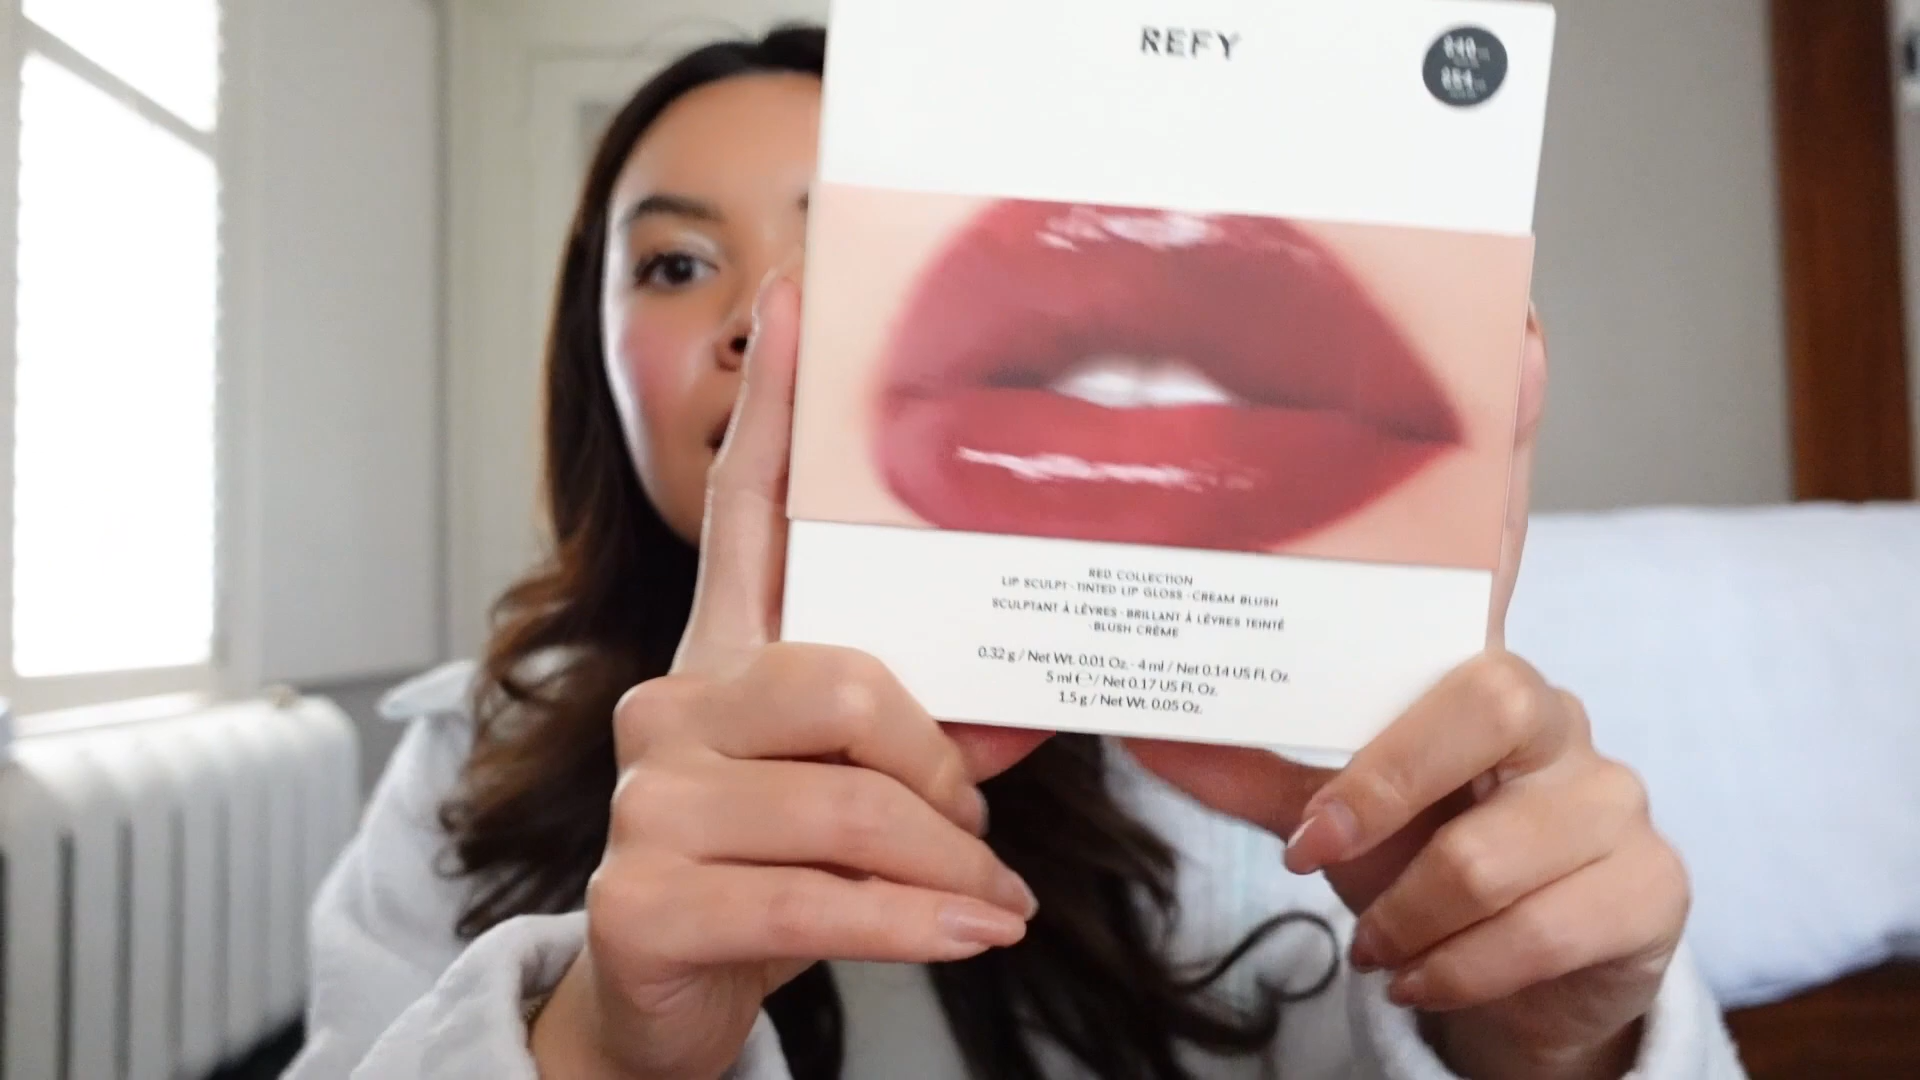 REFY
RED COLLECTION
LIP SCULPT · TINTED LIP GLOSS · CREAM BLUSH
SCULPTANT À LÈVRES · BRILLANT À LÈVRES TEINTÉ
· BLUSH CRÈME
0.32 g / Net Wt. 0.01 Oz. - 4 ml / Net 0.14 US Fl. Oz.
5 ml ℮ / Net 0.17 US Fl. Oz.
1.5 g / Net Wt. 0.05 Oz.